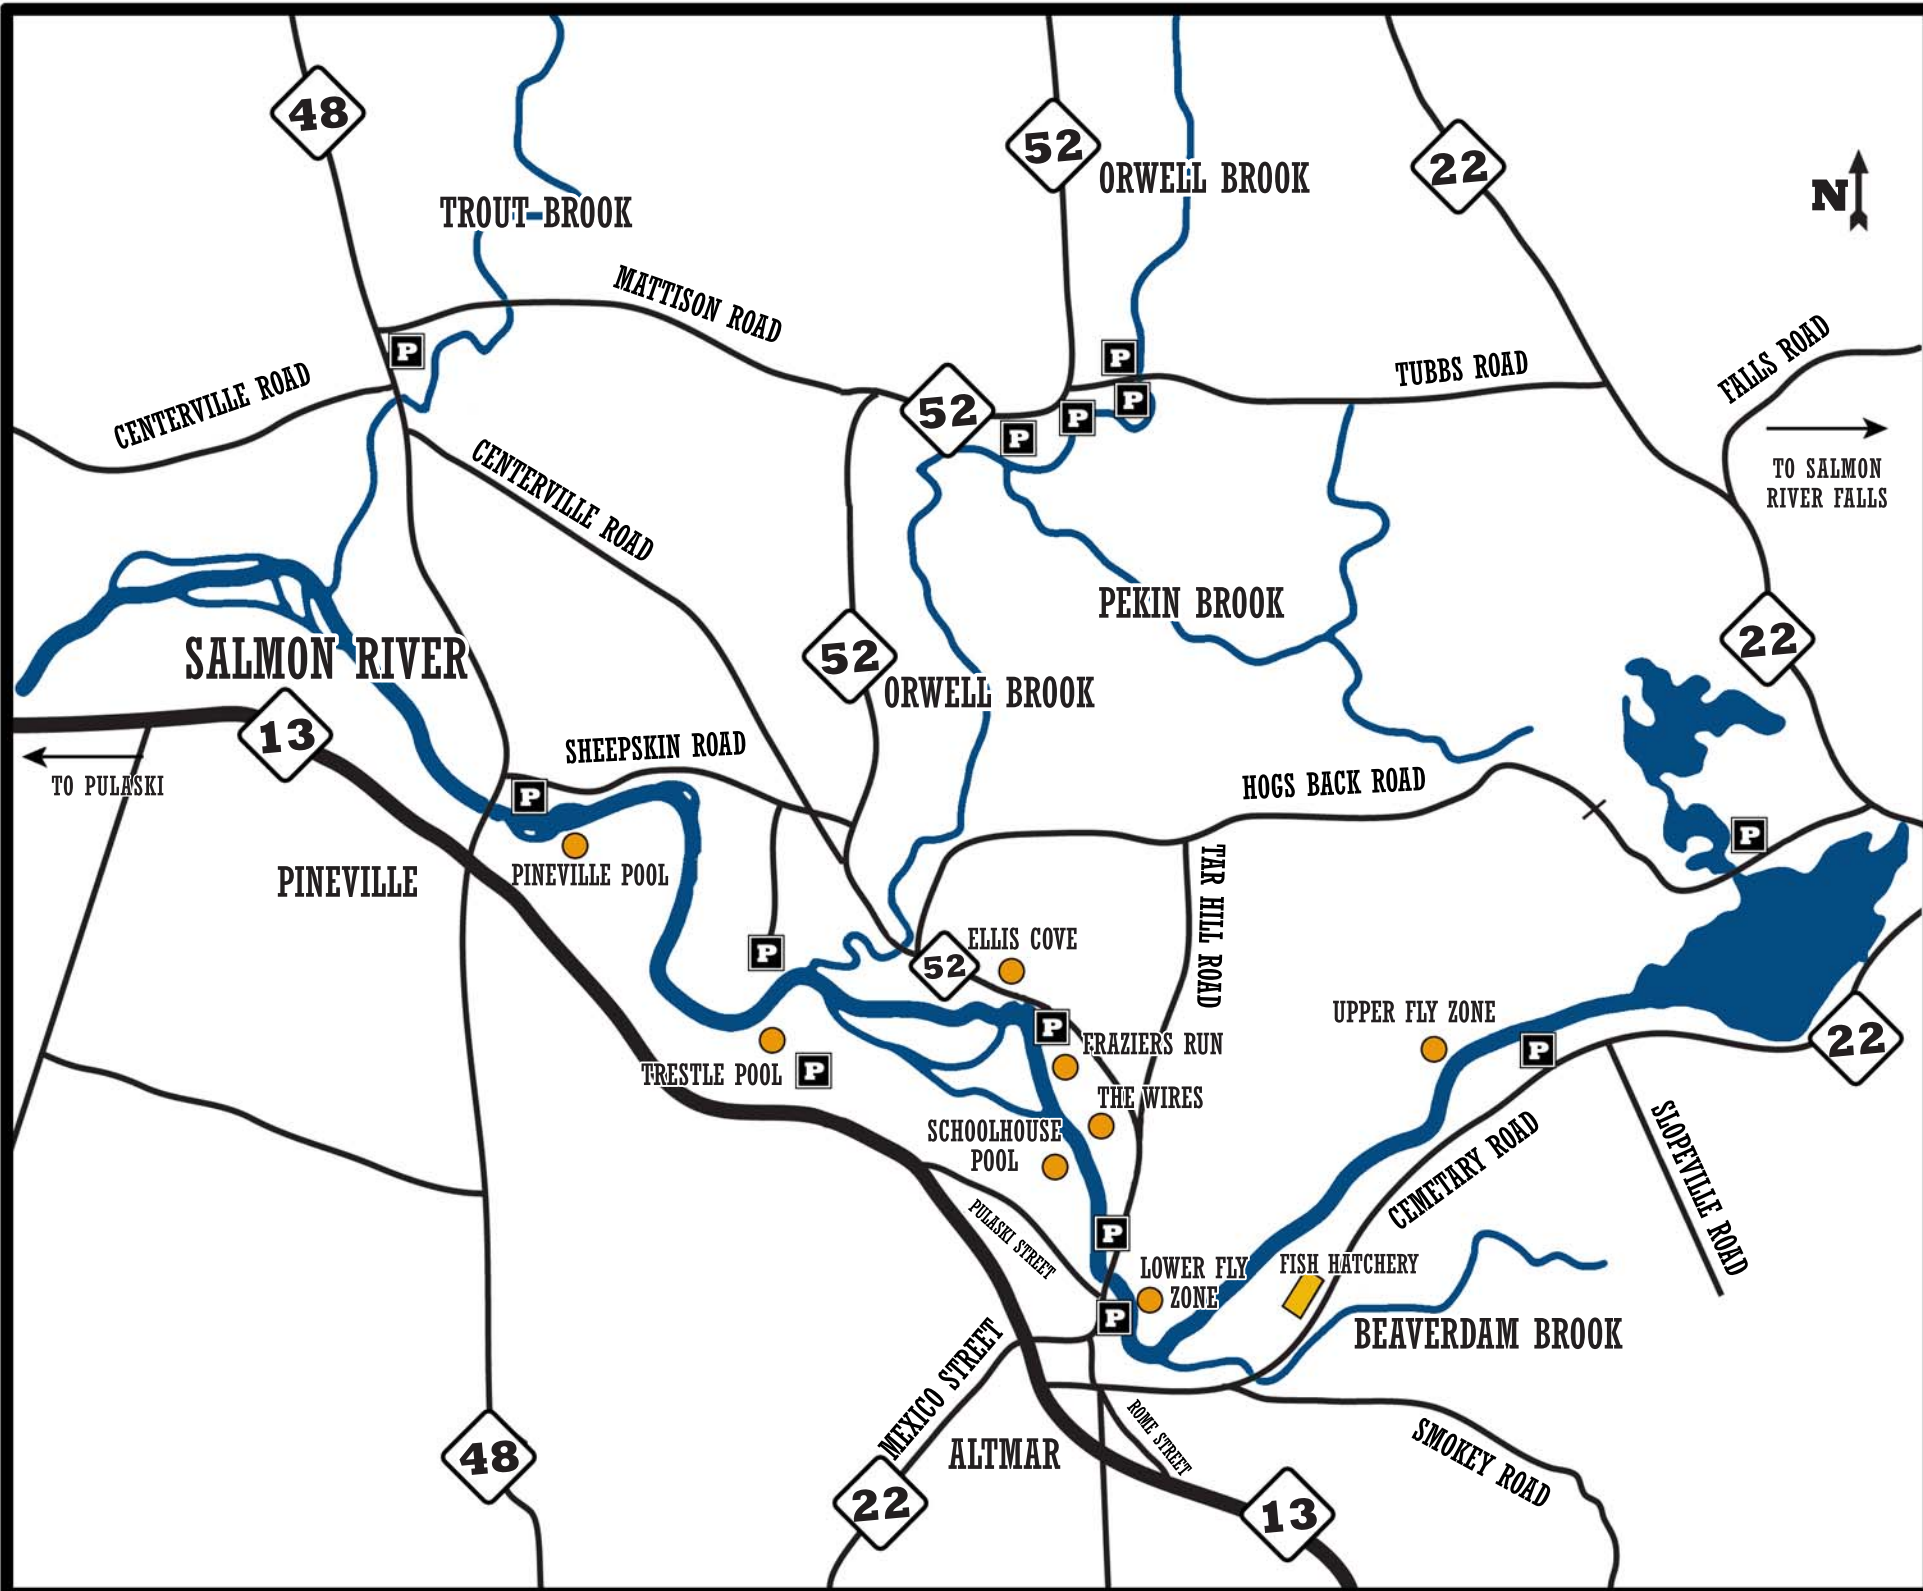 48
52
22
ORWELL BROOK
N
TROUT BROOK
MATTISON ROAD
FALLS ROAD
TUBBS ROAD
P
P
CENTERVILLE ROAD
P
P
P
52
TO SALMON
RIVER FALLS
CENTERVILLE ROAD
PEKIN BROOK
SALMON RIVER
52
22
ORWELL BROOK
13
SHEEPSKIN ROAD
TO PULASKI
HOGS BACK ROAD
P
P
PINEVILLE
PINEVILLE POOL
TAR HILL ROAD
ELLIS COVE
P
52
UPPER FLY ZONE
P
FRAZIERS RUN
22
P
TRESTLE POOL
P
THE WIRES
SCHOOLHOUSE
POOL
CEMETARY ROAD
SLOPEVILLE ROAD
PULASKI STREET
P
LOWER FLY
ZONE
FISH HATCHERY
P
BEAVERDAM BROOK
MEXICO STREET
ROME STREET
ALTMAR
SMOKEY ROAD
48
22
13